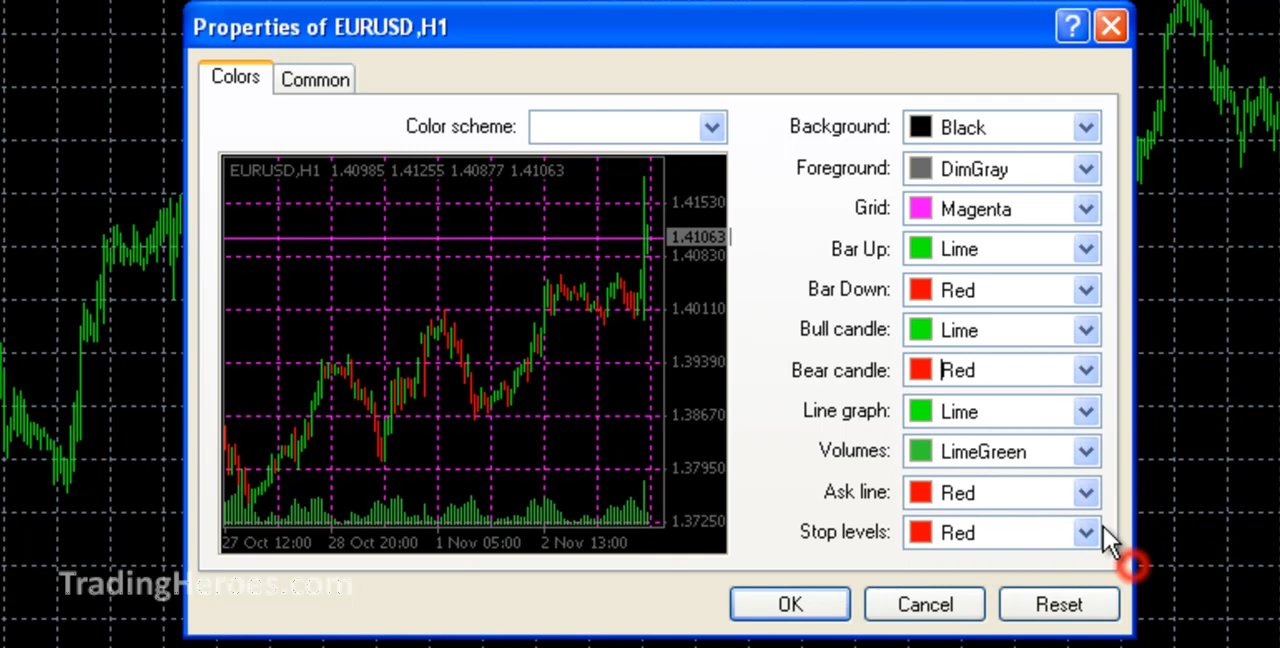 Properties of EURUSD,H1
Colors
Common
Color scheme:
EURUSD,H1 1.40985 1.41255 1.40877 1.41063
1.41530
1.41063
1.40830
1.40110
1.39390
1.38670
1.37950
1.37250
27 Oct 12:00 28 Oct 20:00 1 Nov 05:00 2 Nov 13:00
Background: Black
Foreground: DimGray
Grid: Magenta
Bar Up: Lime
Bar Down: Red
Bull candle: Lime
Bear candle: Red
Line graph: Lime
Volumes: LimeGreen
Ask line: Red
Stop levels: Red
TradingHeroes.com
OK
Cancel
Reset